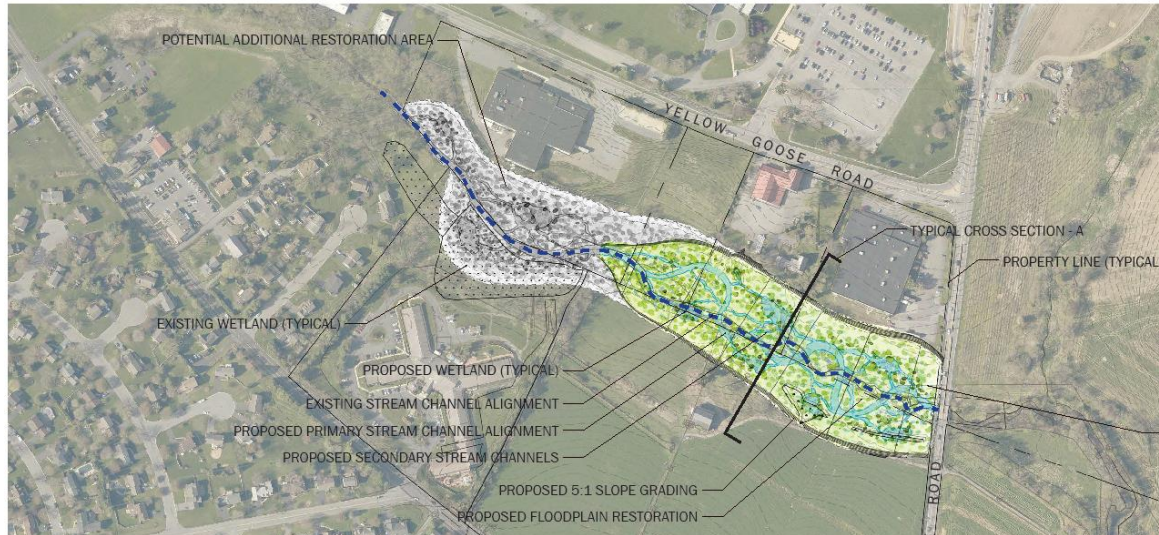 POTENTIAL ADDITIONAL RESTORATION AREA
YELLOW GOOSE ROAD
TYPICAL CROSS SECTION - A
PROPERTY LINE (TYPICAL
EXISTING WETLAND (TYPICAL)
PROPOSED WETLAND (TYPICAL)
EXISTING STREAM CHANNEL ALIGNMENT
PROPOSED PRIMARY STREAM CHANNEL ALIGNMENT
PROPOSED SECONDARY STREAM CHANNELS
PROPOSED 5:1 SLOPE GRADING
PROPOSED FLOODPLAIN RESTORATION
ROAD